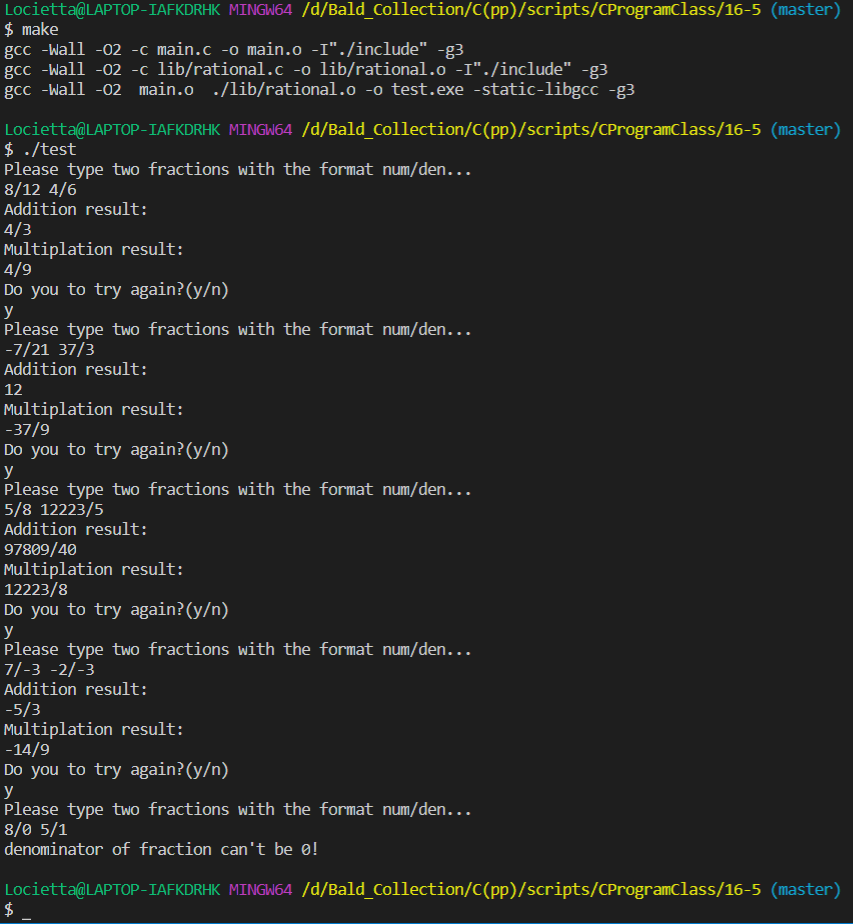 Locietta@LAPTOP-IAFKDRHK MINGW64 /d/Bald_Collection/C(pp)/scripts/CProgramClass/16-5 (master)
$ make
gcc -Wall -O2 -c main.c -o main.o -I"./include" -g3
gcc -Wall -O2 -c lib/rational.c -o lib/rational.o -I"./include" -g3
gcc -Wall -O2  main.o  ./lib/rational.o -o test.exe -static-libgcc -g3
Locietta@LAPTOP-IAFKDRHK MINGW64 /d/Bald_Collection/C(pp)/scripts/CProgramClass/16-5 (master)
$ ./test
Please type two fractions with the format num/den...
8/12 4/6
Addition result:
4/3
Multiplation result:
4/9
Do you to try again?(y/n)
y
Please type two fractions with the format num/den...
-7/21 37/3
Addition result:
12
Multiplation result:
-37/9
Do you to try again?(y/n)
y
Please type two fractions with the format num/den...
5/8 12223/5
Addition result:
97809/40
Multiplation result:
12223/8
Do you to try again?(y/n)
y
Please type two fractions with the format num/den...
7/-3 -2/-3
Addition result:
-5/3
Multiplation result:
-14/9
Do you to try again?(y/n)
y
Please type two fractions with the format num/den...
8/0 5/1
denominator of fraction can't be 0!
Locietta@LAPTOP-IAFKDRHK MINGW64 /d/Bald_Collection/C(pp)/scripts/CProgramClass/16-5 (master)
$ _